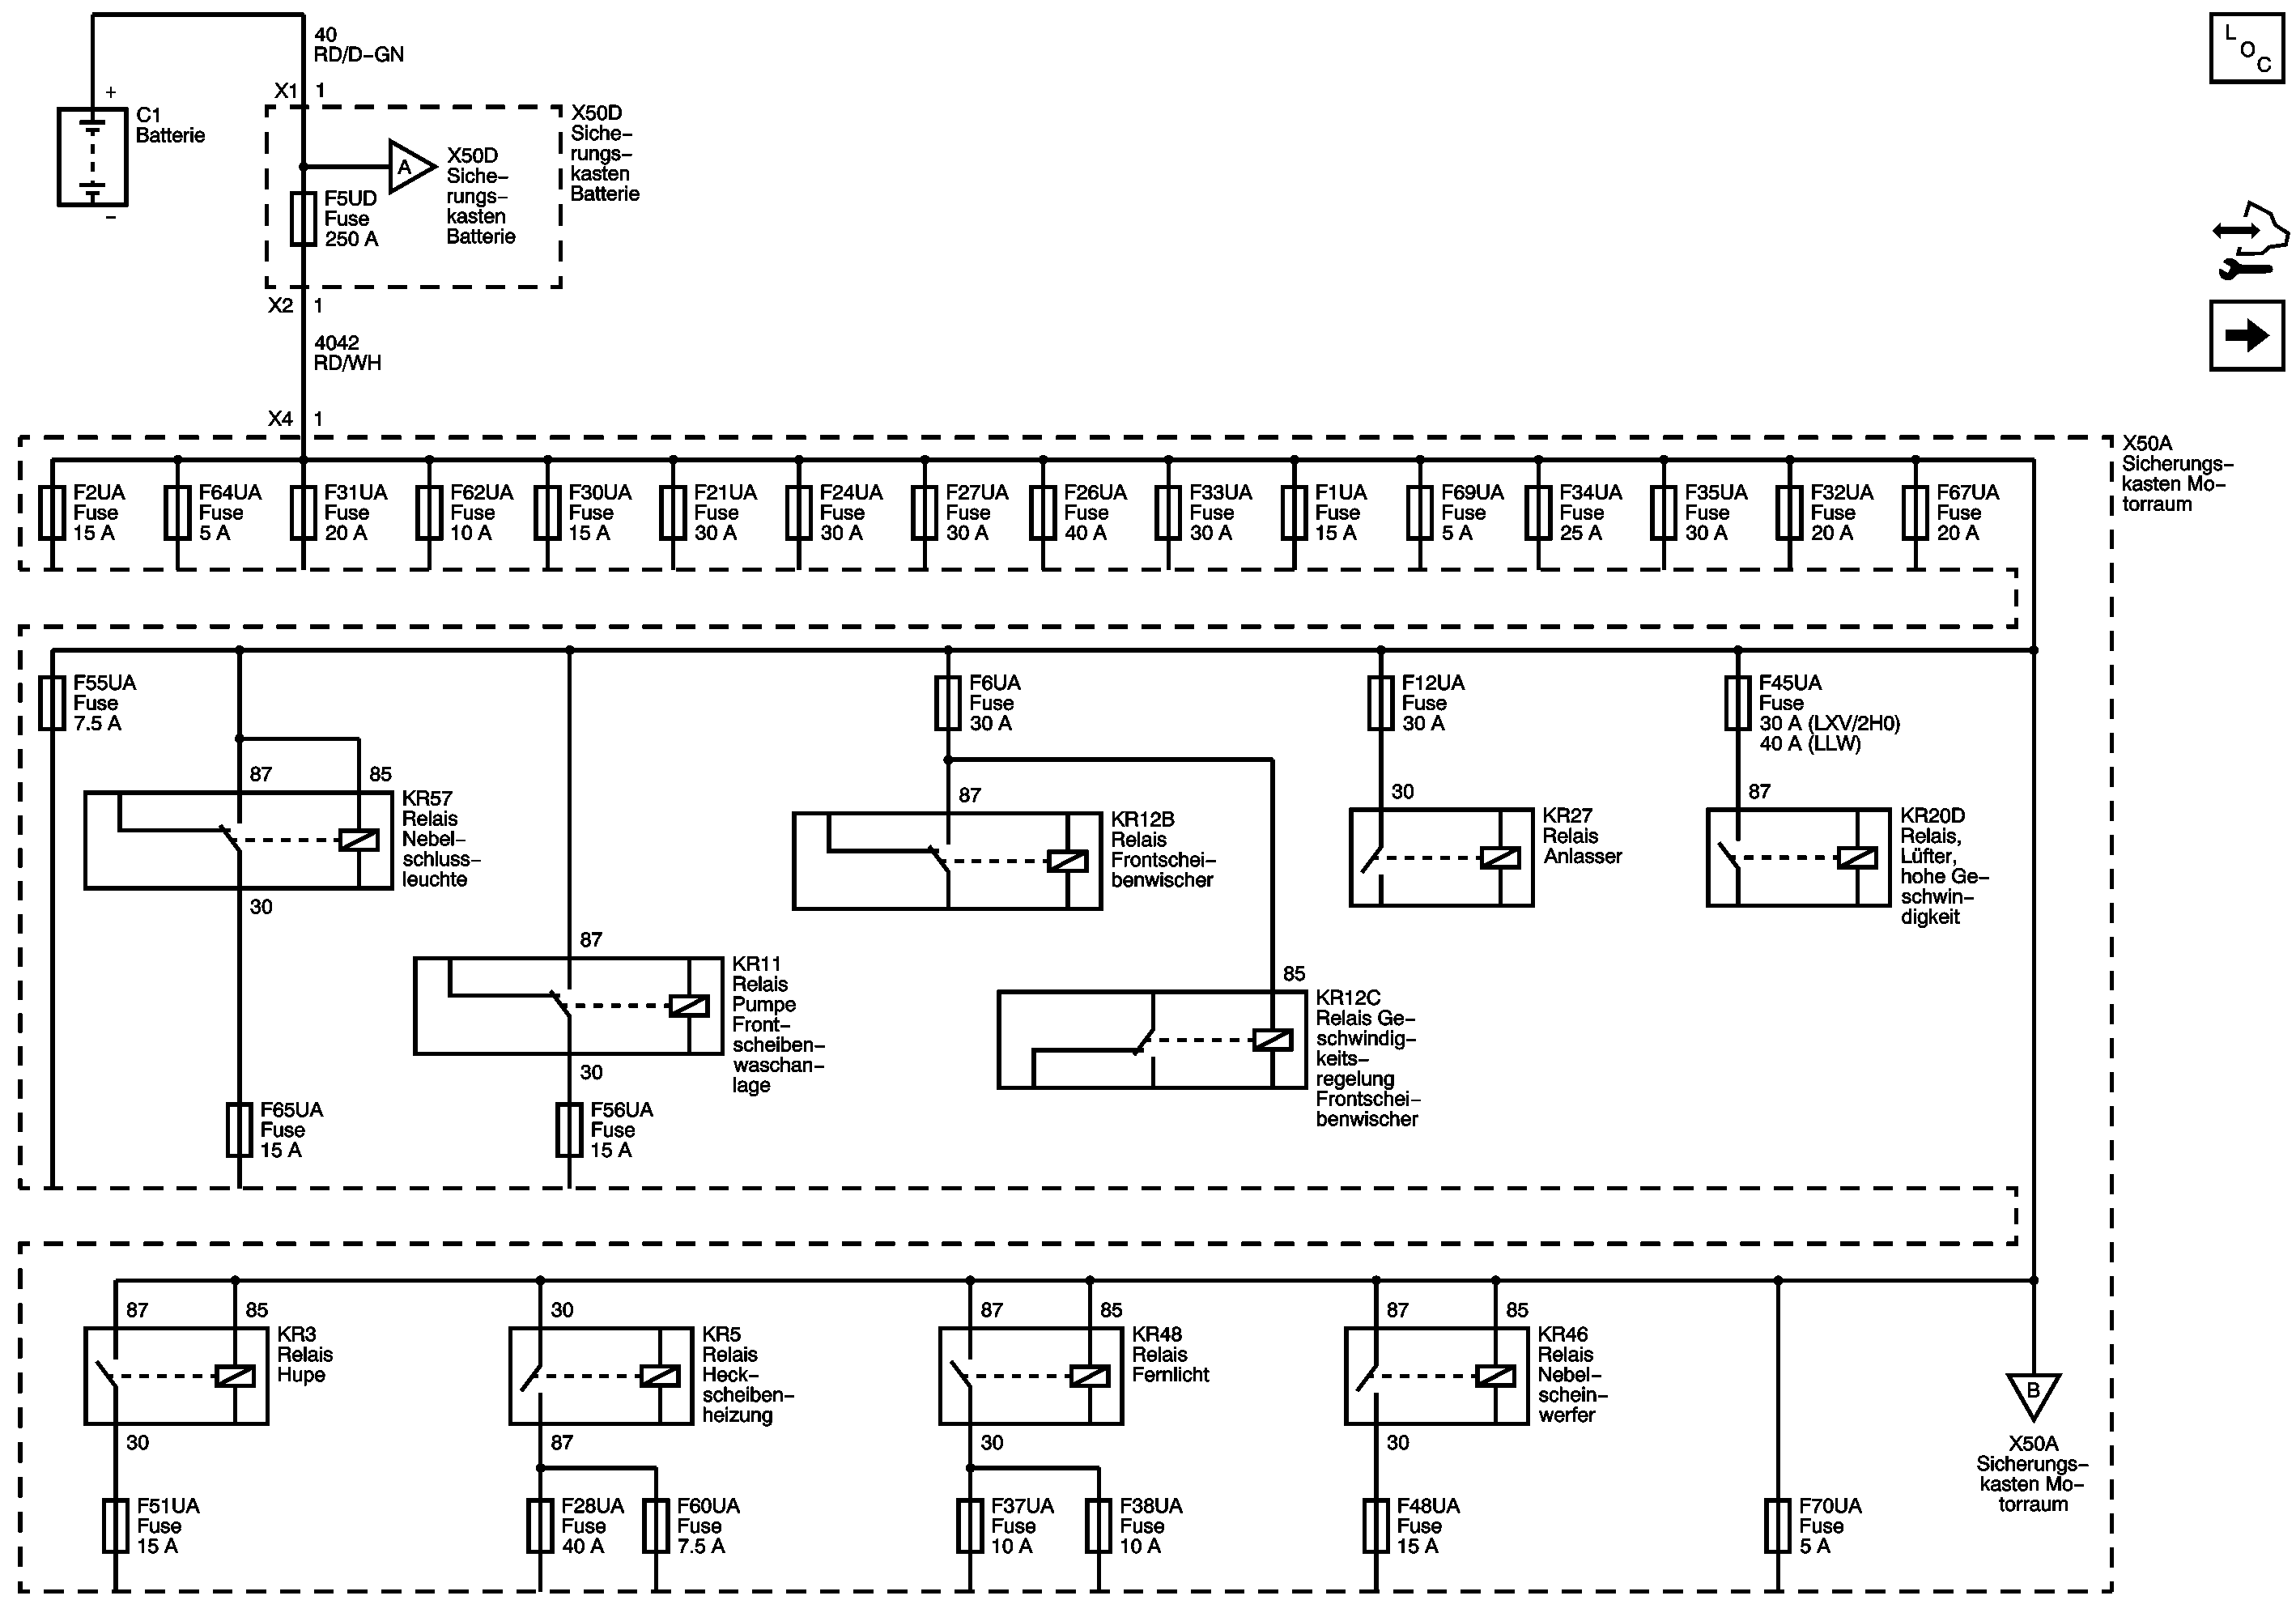 40
RD/D-GN
X1 1
+
C1
Batterie
-
X50D
Siche-
rungs-
kasten
Batterie
A
X50D
Siche-
rungs-
kasten
Batterie
F5UD
Fuse
250 A
X2 1
4042
RD/WH
X4 1
L
O
C
X50A
Sicherungs-
kasten Mo-
torraum
F2UA
Fuse
15 A
F64UA
Fuse
5 A
F31UA
Fuse
20 A
F62UA
Fuse
10 A
F30UA
Fuse
15 A
F21UA
Fuse
30 A
F24UA
Fuse
30 A
F27UA
Fuse
30 A
F26UA
Fuse
40 A
F33UA
Fuse
30 A
F1UA
Fuse
15 A
F69UA
Fuse
5 A
F34UA
Fuse
25 A
F35UA
Fuse
30 A
F32UA
Fuse
20 A
F67UA
Fuse
20 A
F55UA
Fuse
7.5 A
F6UA
Fuse
30 A
F12UA
Fuse
30 A
F45UA
Fuse
30 A (LXV/2H0)
40 A (LLW)
87 85
KR57
Relais
Nebel-
schluss-
leuchte
30
87
KR11
Relais
Pumpe
Front-
scheiben-
waschan-
lage
30
87
KR12B
Relais
Frontschei-
benwischer
85
KR12C
Relais Ge-
schwindig-
keits-
regelung
Frontschei-
benwischer
30
KR27
Relais
Anlasser
87
KR20D
Relais,
Lüfter,
hohe Ge-
schwin-
digkeit
F65UA
Fuse
15 A
F56UA
Fuse
15 A
87 85
KR3
Relais
Hupe
30
F51UA
Fuse
15 A
30
KR5
Relais
Heck-
scheiben-
heizung
87
F28UA
Fuse
40 A
F60UA
Fuse
7.5 A
87 85
KR48
Relais
Fernlicht
30
F37UA
Fuse
10 A
F38UA
Fuse
10 A
87 85
KR46
Relais
Nebel-
schein-
werfer
30
F48UA
Fuse
15 A
F70UA
Fuse
5 A
B
X50A
Sicherungs-
kasten Mo-
torraum